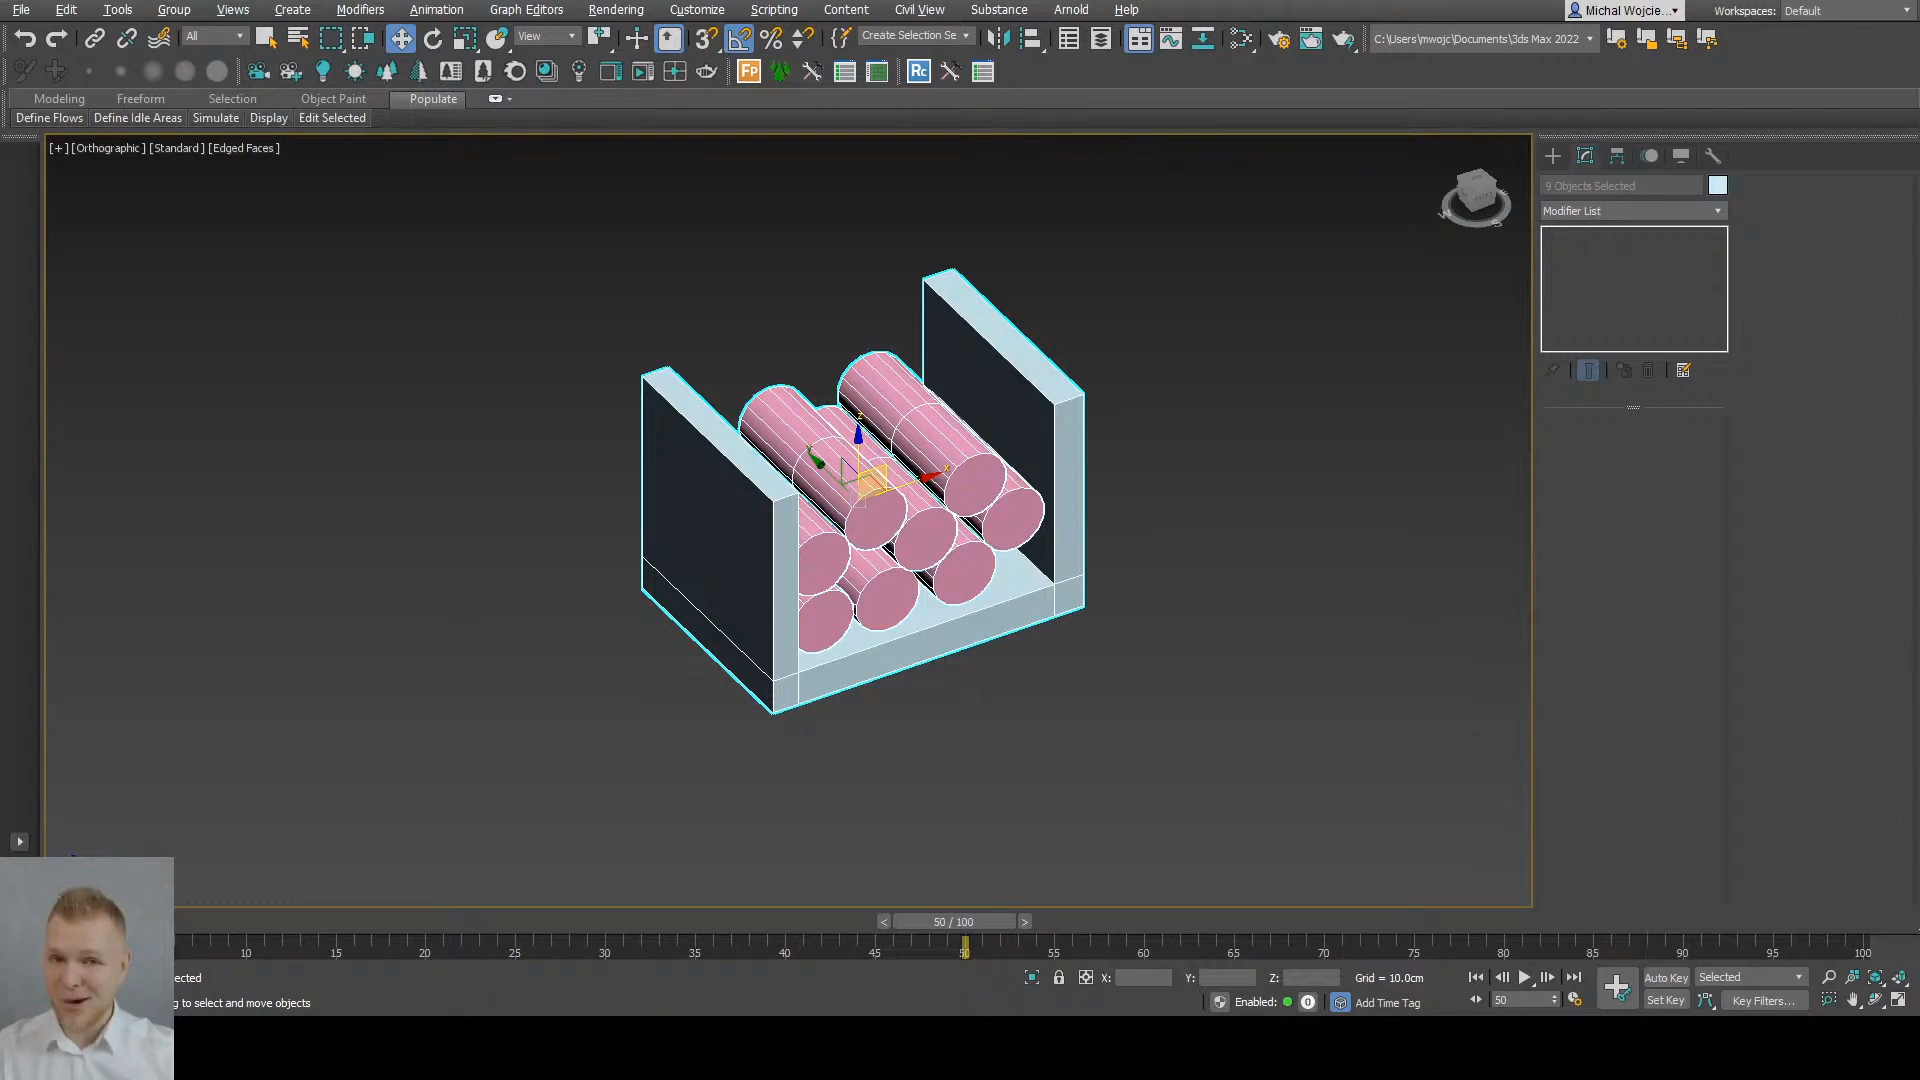 File Edit Tools Group Views Create Modifiers Animation Graph Editors Rendering Customize Scripting Content Civil View Substance Arnold Help Michal Wojcie... Workspaces: Default
All View Create Selection Se C:\Users\mwojc\Documents\3ds Max 2022
Fp Rc
Modeling Freeform Selection Object Paint Populate
Define Flows Define Idle Areas Simulate Display Edit Selected
[+] [Orthographic] [Standard] [Edged Faces]
9 Objects Selected
Modifier List
z
x
50 / 100
< >
10 15 20 25 30 35 40 45 50 55 60 65 70 75 80 85 90 95 100
ected X: Y: Z: Grid = 10.0cm Auto Key Selected
g to select and move objects Enabled: 0 Add Time Tag 50 Set Key Key Filters...